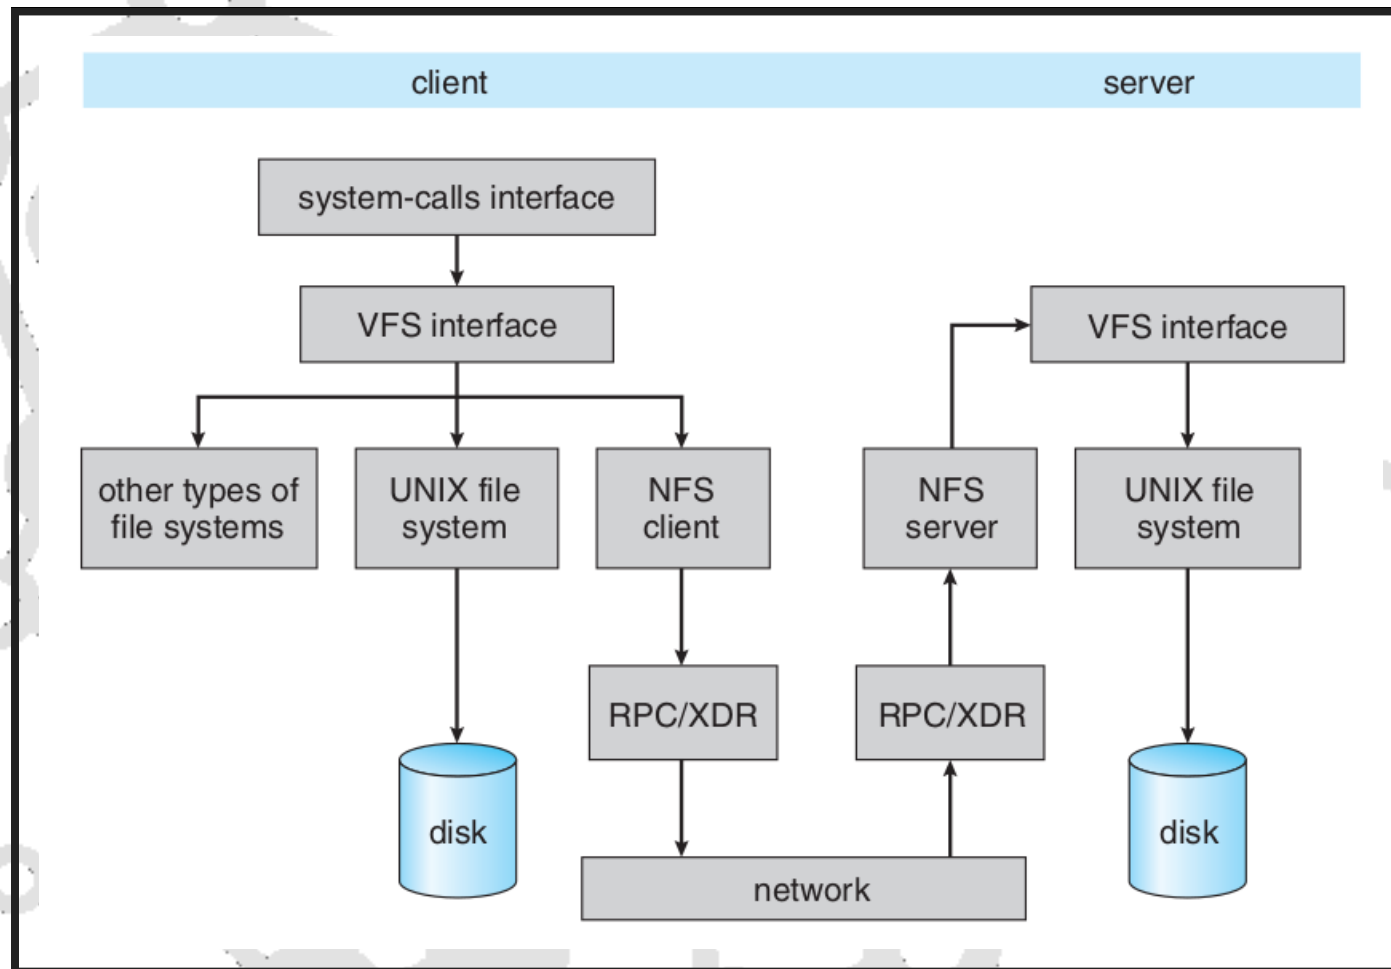 client
server
system-calls interface
VFS interface
VFS interface
other types of
file systems
UNIX file
system
NFS
client
NFS
server
UNIX file
system
RPC/XDR
RPC/XDR
disk
disk
network